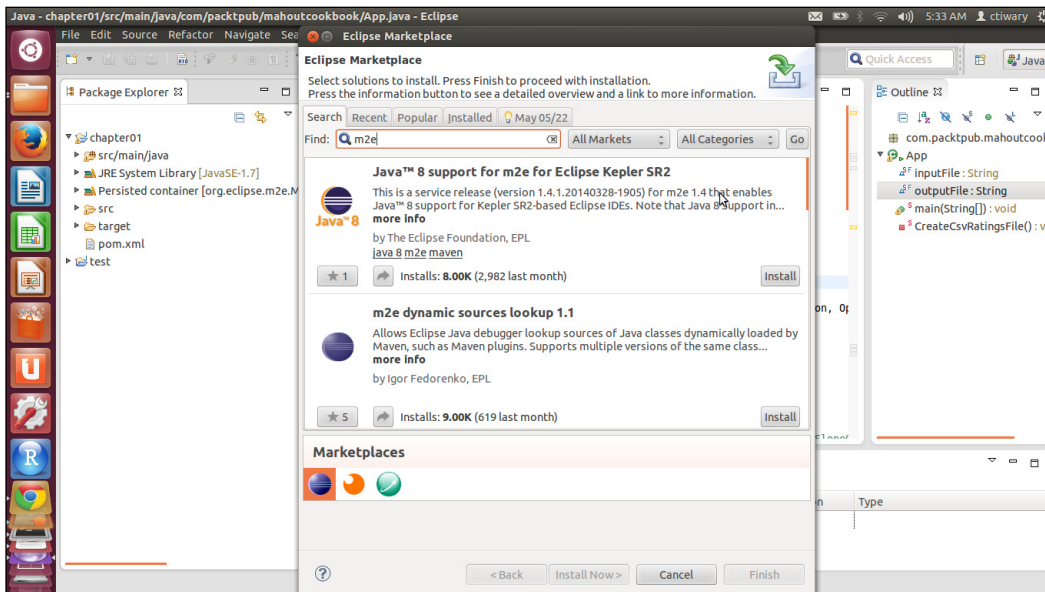 Java - chapter01/src/main/java/com/packtpub/mahoutcookbook/App.java - Eclipse
5:33 AM ctiwary
File Edit Source Refactor Navigate Sea
Eclipse Marketplace
Quick Access
Java
Package Explorer
chapter01
src/main/java
JRE System Library [JavaSE-1.7]
Persisted container [org.eclipse.m2e.M
src
target
pom.xml
test
Eclipse Marketplace
Select solutions to install. Press Finish to proceed with installation.
Press the information button to see a detailed overview and a link to more information.
Search Recent Popular Installed May 05/22
Find: m2e All Markets All Categories Go
Java™ 8 support for m2e for Eclipse Kepler SR2
This is a service release (version 1.4.1.20140328-1905) for m2e 1.4 that enables
Java™ 8 support for Kepler SR2-based Eclipse IDEs. Note that Java 8 support in...
more info
Java™ 8
by The Eclipse Foundation, EPL
java 8 m2e maven
1 Installs: 8.00K (2,982 last month) Install
m2e dynamic sources lookup 1.1
Allows Eclipse Java debugger lookup sources of Java classes dynamically loaded by
Maven, such as Maven plugins. Supports multiple versions of the same class...
more info
by Igor Fedorenko, EPL
5 Installs: 9.00K (619 last month) Install
Marketplaces
< Back Install Now > Cancel Finish
Outline
com.packtpub.mahoutcook
App
inputFile : String
outputFile : String
main(String[]) : void
CreateCsvRatingsFile() : v
on, Op
n Type